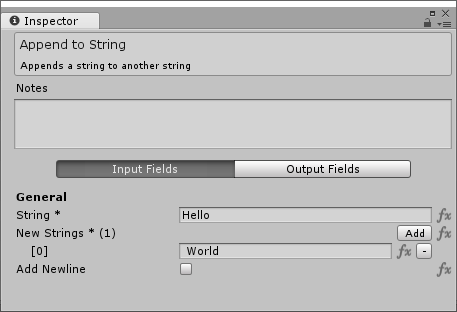 Inspector
Append to String
Appends a string to another string
Notes
Input Fields Output Fields
General
String * Hello fx
New Strings * (1) Add fx
[0] World fx -
Add Newline fx